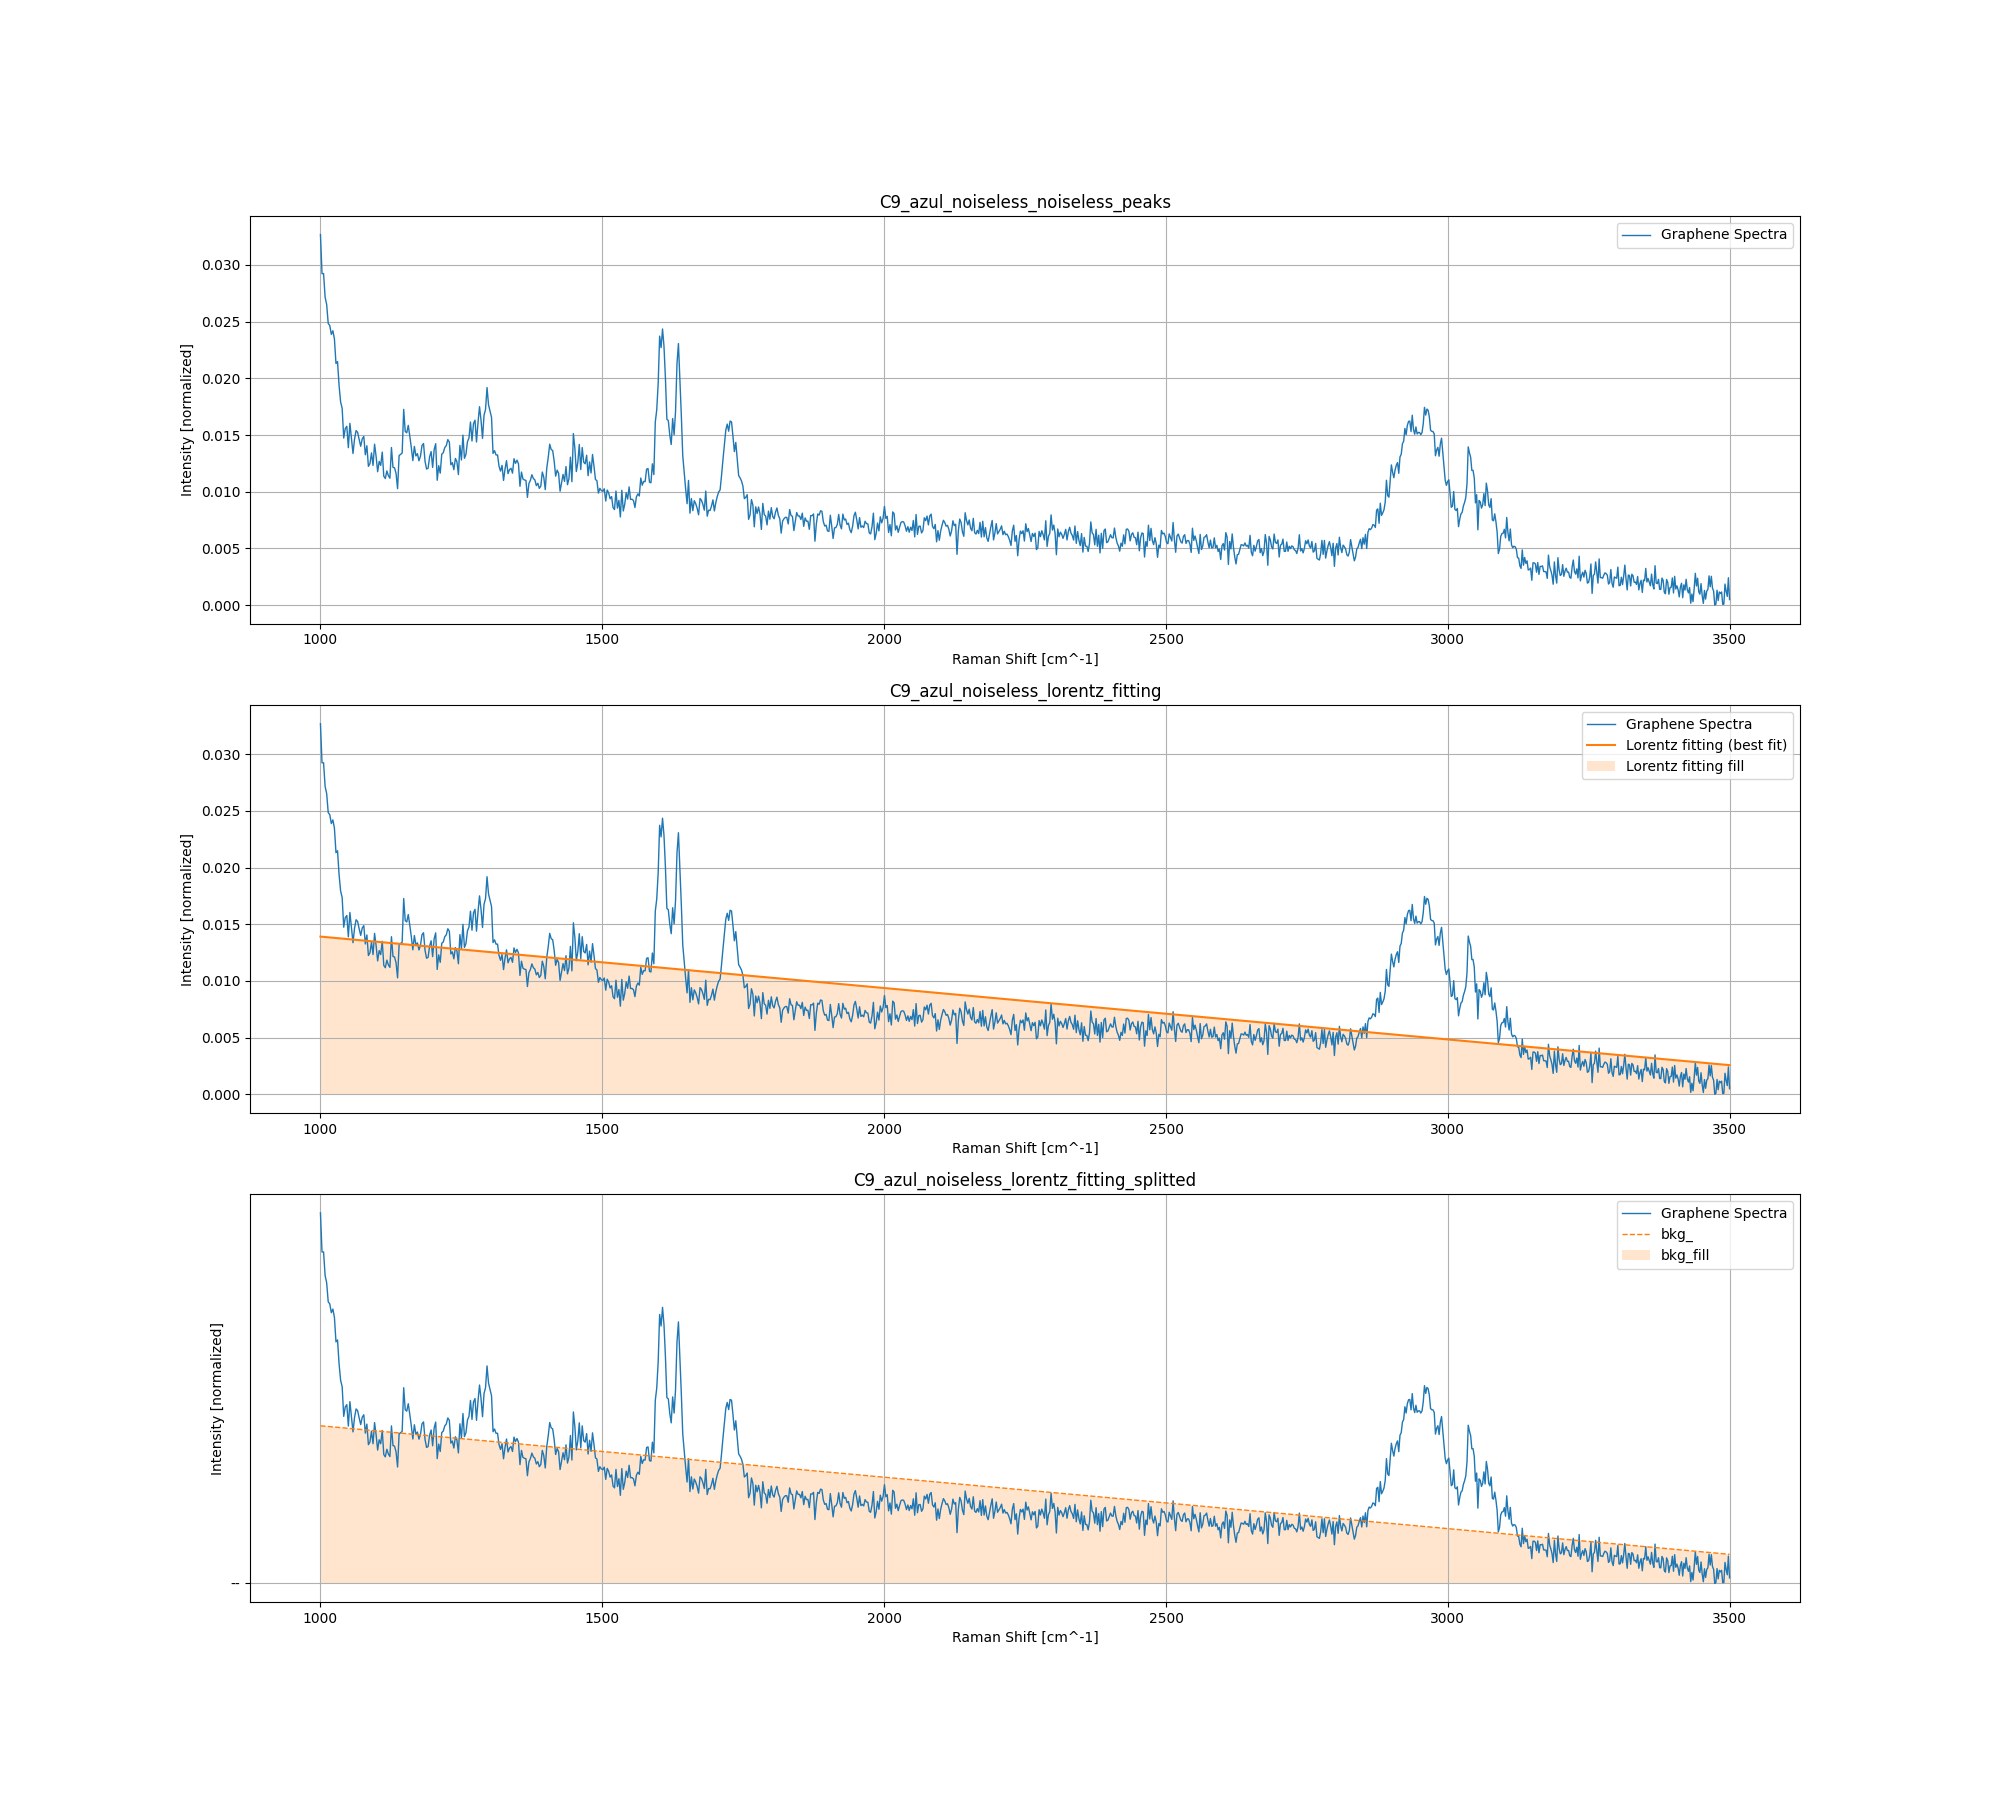 C9_azul_noiseless_noiseless_peaks
Graphene Spectra
Intensity [normalized]
0.030
0.025
0.020
0.015
0.010
0.005
0.000
1000 1500 2000 2500 3000 3500
Raman Shift [cm^-1]
C9_azul_noiseless_lorentz_fitting
Graphene Spectra
Lorentz fitting (best fit)
Lorentz fitting fill
Intensity [normalized]
0.030
0.025
0.020
0.015
0.010
0.005
0.000
1000 1500 2000 2500 3000 3500
Raman Shift [cm^-1]
C9_azul_noiseless_lorentz_fitting_splitted
Graphene Spectra
bkg_
bkg_fill
Intensity [normalized]
--
1000 1500 2000 2500 3000 3500
Raman Shift [cm^-1]